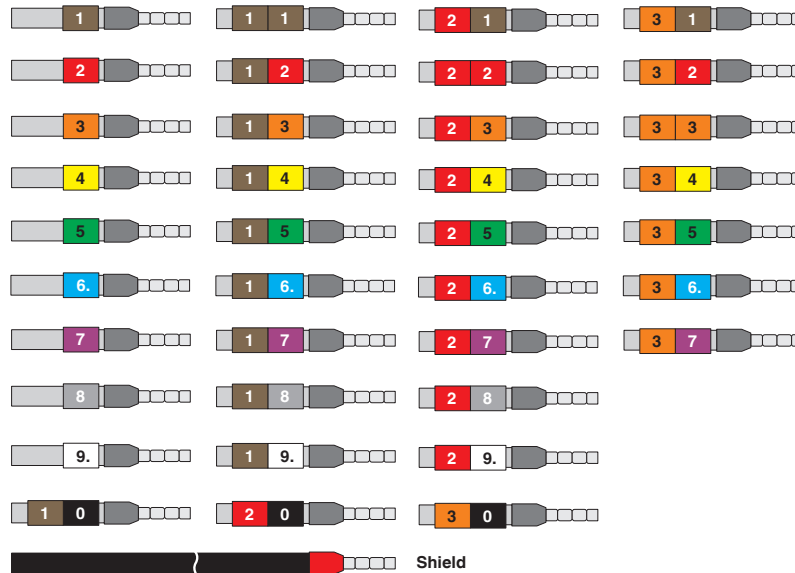 1 1 1 2 1 3 1
2 1 2 2 2 3 2
3 1 3 2 3 3 3
4 1 4 2 4 3 4
5 1 5 2 5 3 5
6. 1 6. 2 6. 3 6.
7 1 7 2 7 3 7
8 1 8 2 8
9. 1 9. 2 9.
1 0 2 0 3 0
Shield